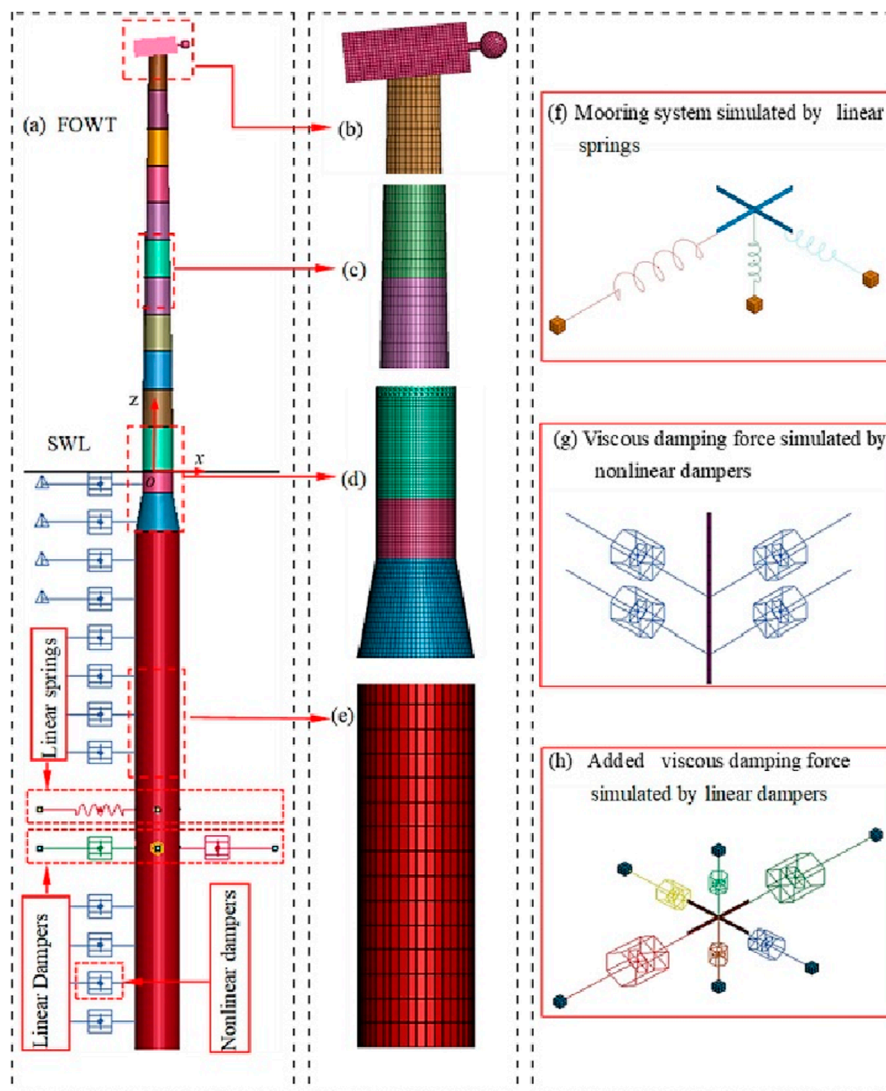 (a) FOWT
z
SWL
x
o
Linear springs
Linear Dampers
Nonlinear dampers
(b)
(c)
(d)
(e)
(f) Mooring system simulated by linear
springs
(g) Viscous damping force simulated by
nonlinear dampers
(h) Added viscous damping force
simulated by linear dampers